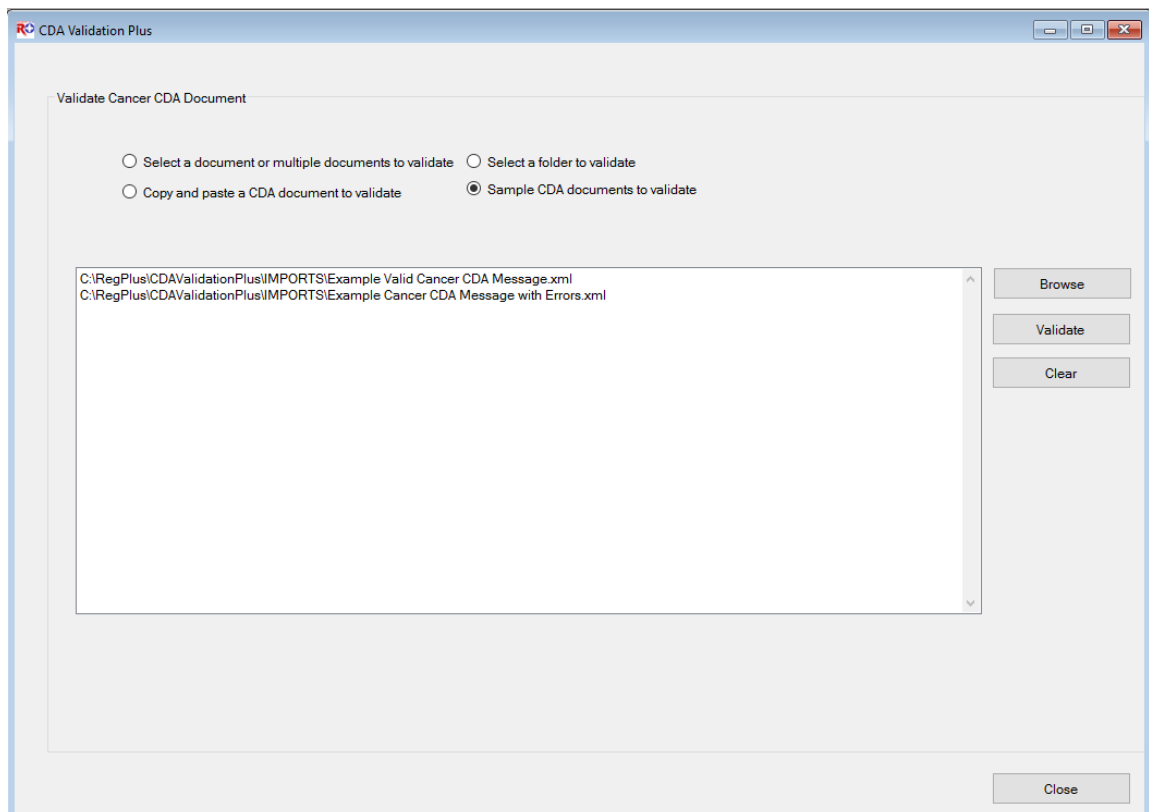 CDA Validation Plus
Validate Cancer CDA Document
Select a document or multiple documents to validate Select a folder to validate
Copy and paste a CDA document to validate Sample CDA documents to validate
C:\RegPlus\CDAValidationPlus\IMPORTS\Example Valid Cancer CDA Message.xml
C:\RegPlus\CDAValidationPlus\IMPORTS\Example Cancer CDA Message with Errors.xml
Browse
Validate
Clear
Close